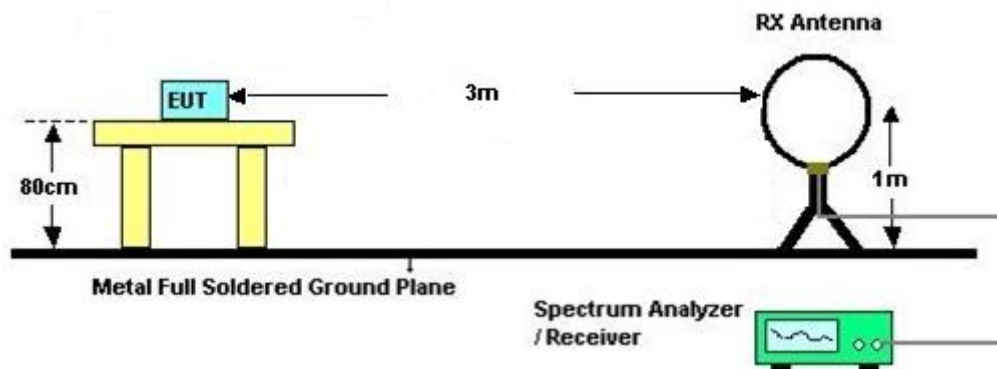 RX Antenna
EUT
3m
80cm
1m
Metal Full Soldered Ground Plane
Spectrum Analyzer
/ Receiver